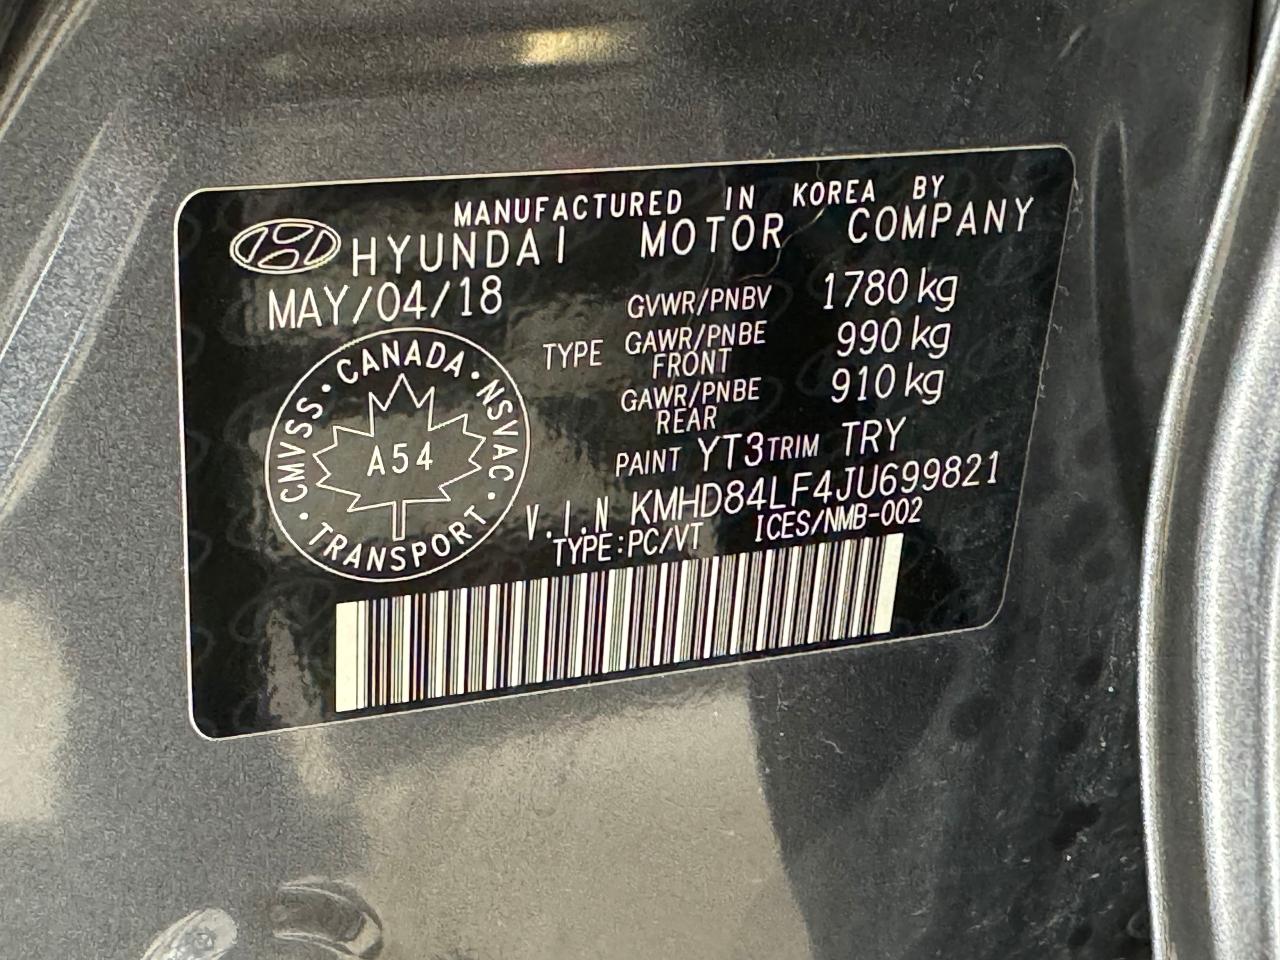 MANUFACTURED IN KOREA BY
HYUNDAI MOTOR COMPANY
MAY/04/18
GVWR/PNBV 1780 kg
TYPE GAWR/PNBE FRONT 990 kg
GAWR/PNBE REAR 910 kg
PAINT YT3 TRIM TRY
V.I.N KMHD84LF4JU699821
TYPE:PC/VT ICES/NMB-002
CANADA · NSVAC · TRANSPORT · CMVSS ·
A54